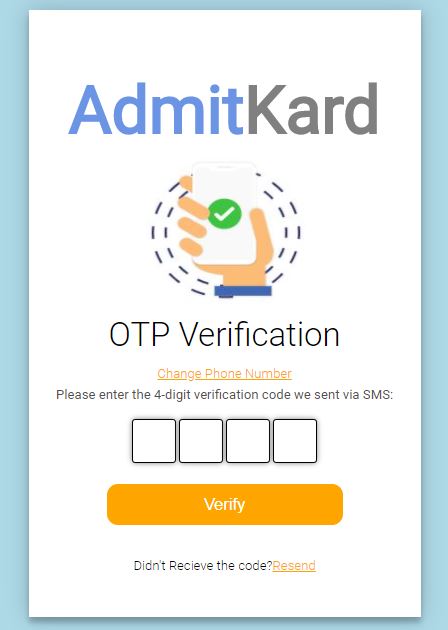 AdmitKard
OTP Verification
Change Phone Number
Please enter the 4-digit verification code we sent via SMS:
Verify
Didn't Recieve the code?Resend